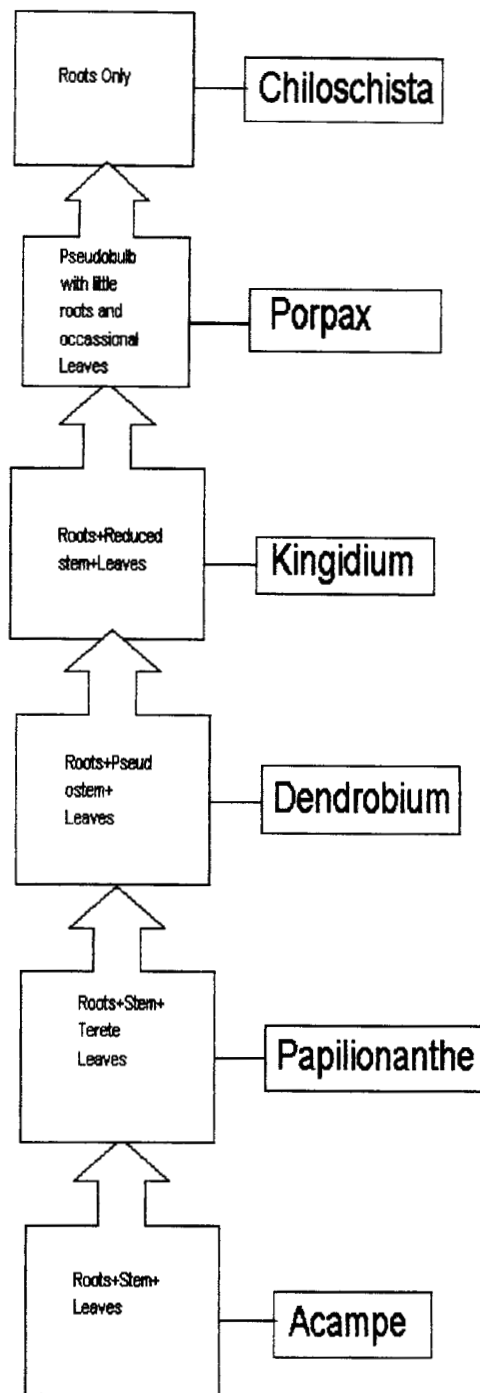 Roots Only
Chiloschista
Pseudobulb
with little
roots and
occassional
Leaves
Porpax
Roots+Reduced
stem+Leaves
Kingidium
Roots+Pseud
ostem+
Leaves
Dendrobium
Roots+Stem+
Terete
Leaves
Papilionanthe
Roots+Stem+
Leaves
Acampe